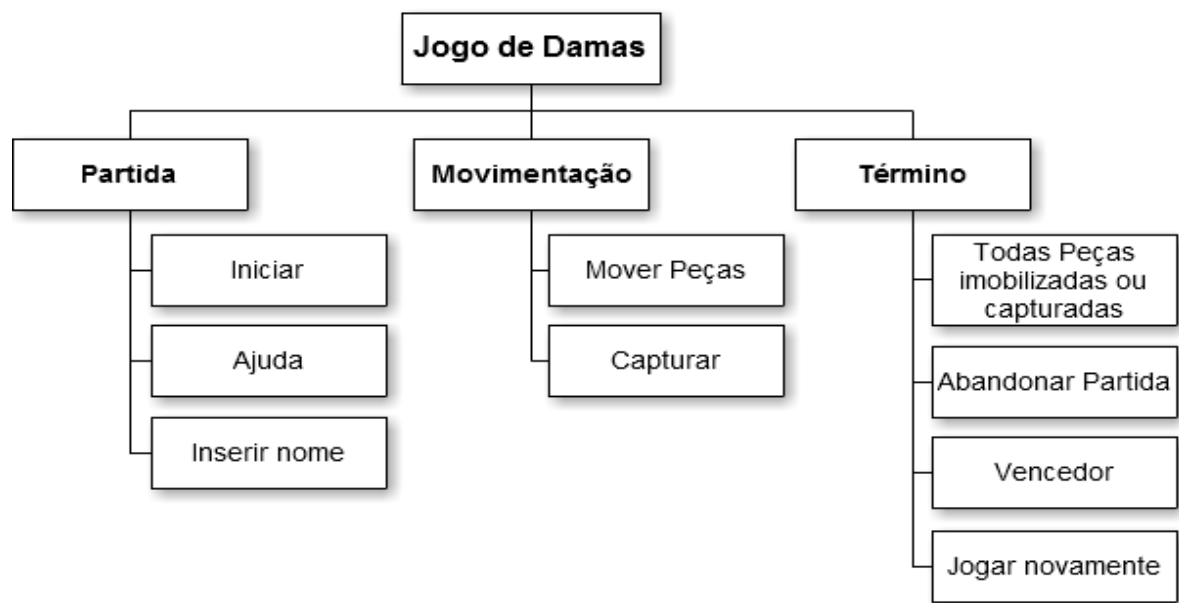 Jogo de Damas
Partida
Iniciar
Ajuda
Inserir nome
Movimentação
Mover Peças
Capturar
Término
Todas Peças
imobilizadas ou
capturadas
Abandonar Partida
Vencedor
Jogar novamente